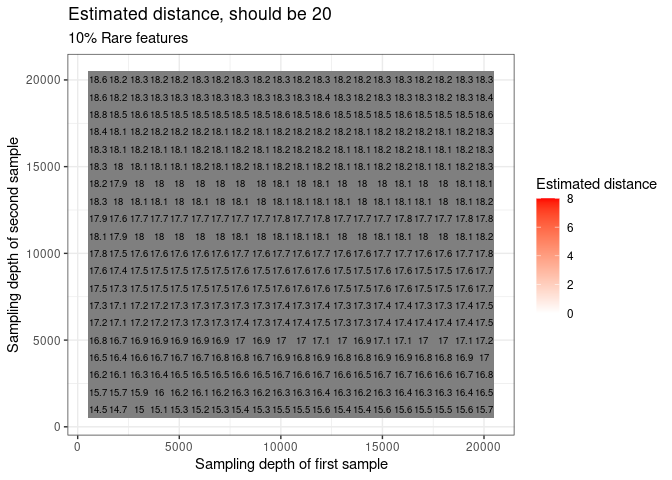 Estimated distance, should be 20
10% Rare features
20000
18.6 18.2 18.3 18.2 18.2 18.3 18.2 18.3 18.2 18.3 18.2 18.3 18.2 18.3 18.2 18.3 18.3 18.2 18.3 18.3
18.6 18.2 18.3 18.3 18.3 18.3 18.3 18.3 18.3 18.3 18.3 18.4 18.3 18.3 18.3 18.3 18.3 18.3 18.3 18.4
18.8 18.5 18.6 18.5 18.5 18.5 18.5 18.5 18.5 18.6 18.5 18.6 18.5 18.6 18.5 18.6 18.5 18.5 18.5 18.6
18.4 18.1 18.2 18.2 18.2 18.2 18.1 18.2 18.2 18.2 18.2 18.2 18.2 18.2 18.2 18.2 18.2 18.2 18.2 18.3
18.3 18.1 18.2 18.1 18.1 18.2 18.1 18.2 18.1 18.2 18.1 18.2 18.1 18.2 18.2 18.2 18.2 18.1 18.2 18.3
15000
18.3 18 18.1 18.1 18.1 18.2 18.1 18.2 18.1 18.2 18.1 18.2 18.1 18.2 18.2 18.2 18.1 18.1 18.2 18.3
18.2 17.9 18 18 18 18 18 18 18 18.1 18 18.1 18 18.1 18 18.1 18 18 18.1 18.1
18.3 18 18.1 18.1 18.1 18.1 18.1 18.1 18.1 18.1 18.1 18.1 18.1 18.1 18.1 18.1 18.1 18.1 18.1 18.2
17.9 17.6 17.7 17.7 17.7 17.7 17.7 17.7 17.7 17.8 17.7 17.8 17.7 17.8 17.7 17.8 17.7 17.7 17.8 17.8
18.1 17.9 18 18 18 18 18 18.1 18 18.1 18 18.1 18 18.1 18.1 18.1 18 18.1 18.1 18.2
10000
17.8 17.5 17.6 17.6 17.6 17.7 17.6 17.7 17.6 17.7 17.6 17.7 17.6 17.7 17.7 17.7 17.7 17.6 17.7 17.8
17.6 17.4 17.5 17.5 17.5 17.5 17.5 17.6 17.5 17.6 17.5 17.6 17.5 17.6 17.6 17.6 17.5 17.5 17.6 17.7
17.5 17.3 17.4 17.5 17.5 17.5 17.5 17.5 17.5 17.6 17.5 17.6 17.5 17.6 17.5 17.6 17.5 17.5 17.6 17.6
17.3 17.1 17.2 17.2 17.3 17.3 17.3 17.3 17.3 17.4 17.3 17.4 17.3 17.4 17.3 17.4 17.4 17.3 17.4 17.5
17.2 17.1 17.2 17.2 17.3 17.3 17.3 17.4 17.3 17.4 17.4 17.5 17.3 17.4 17.4 17.4 17.4 17.4 17.4 17.5
5000
16.8 16.7 16.9 16.9 16.9 16.9 16.9 17 16.9 17 17 17.1 17 16.9 17.1 17.1 17 17 17.1 17.2
16.5 16.4 16.6 16.7 16.7 16.8 16.7 16.8 16.7 16.9 16.8 16.9 16.8 16.8 16.8 16.9 16.8 16.8 16.9 17
16.2 16.1 16.3 16.4 16.5 16.5 16.5 16.6 16.5 16.6 16.6 16.7 16.6 16.6 16.6 16.7 16.6 16.6 16.7 16.8
15.7 15.7 15.9 16 16.2 16.1 16.2 16.3 16.2 16.3 16.3 16.4 16.3 16.3 16.3 16.4 16.3 16.3 16.4 16.5
14.5 14.7 15 15.1 15.3 15.2 15.3 15.4 15.3 15.5 15.5 15.6 15.4 15.4 15.5 15.6 15.5 15.5 15.6 15.7
0
0 5000 10000 15000 20000
Sampling depth of first sample
Sampling depth of second sample
Estimated distance
8
6
4
2
0